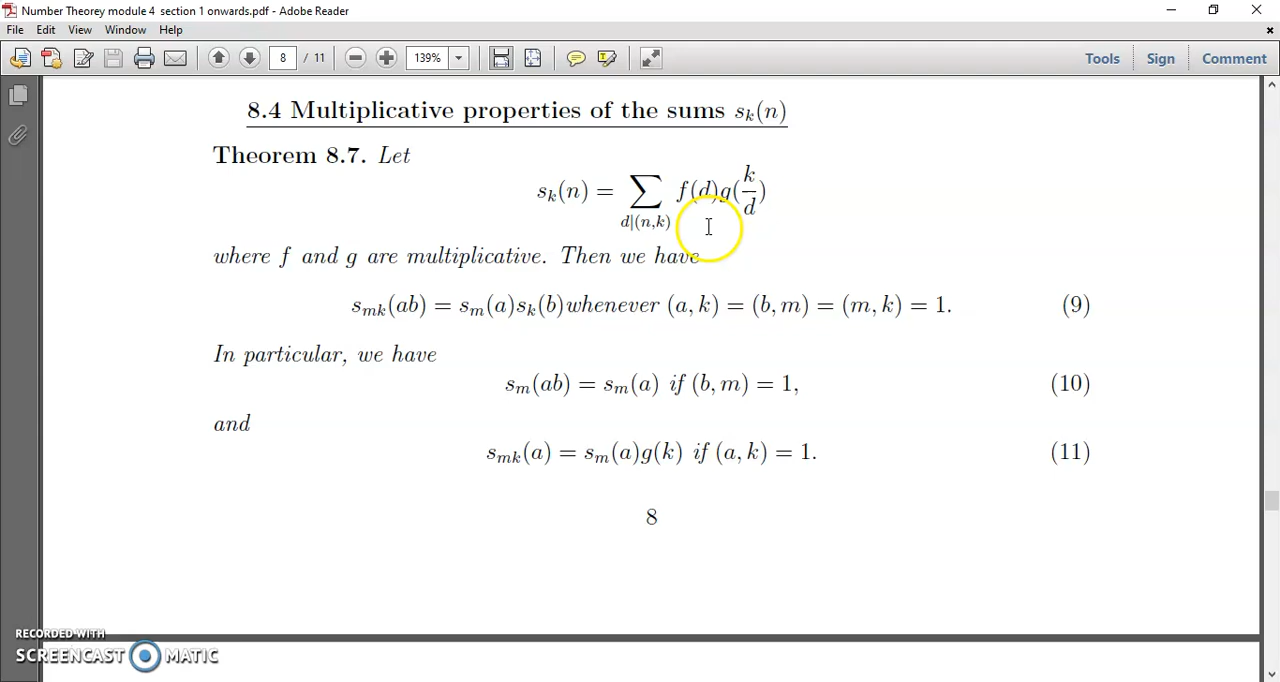 Number Theorey module 4 section 1 onwards.pdf - Adobe Reader
File Edit View Window Help
8 / 11 139% Tools Sign Comment
8.4 Multiplicative properties of the sums s_k(n)
Theorem 8.7. Let
s_k(n) = ∑_{d|(n,k)} f(d)g(k/d)
where f and g are multiplicative. Then we have
s_{mk}(ab) = s_m(a)s_k(b)whenever (a, k) = (b, m) = (m, k) = 1. (9)
In particular, we have
s_m(ab) = s_m(a) if (b, m) = 1, (10)
and
s_{mk}(a) = s_m(a)g(k) if (a, k) = 1. (11)
8
RECORDED WITH
SCREENCAST MATIC